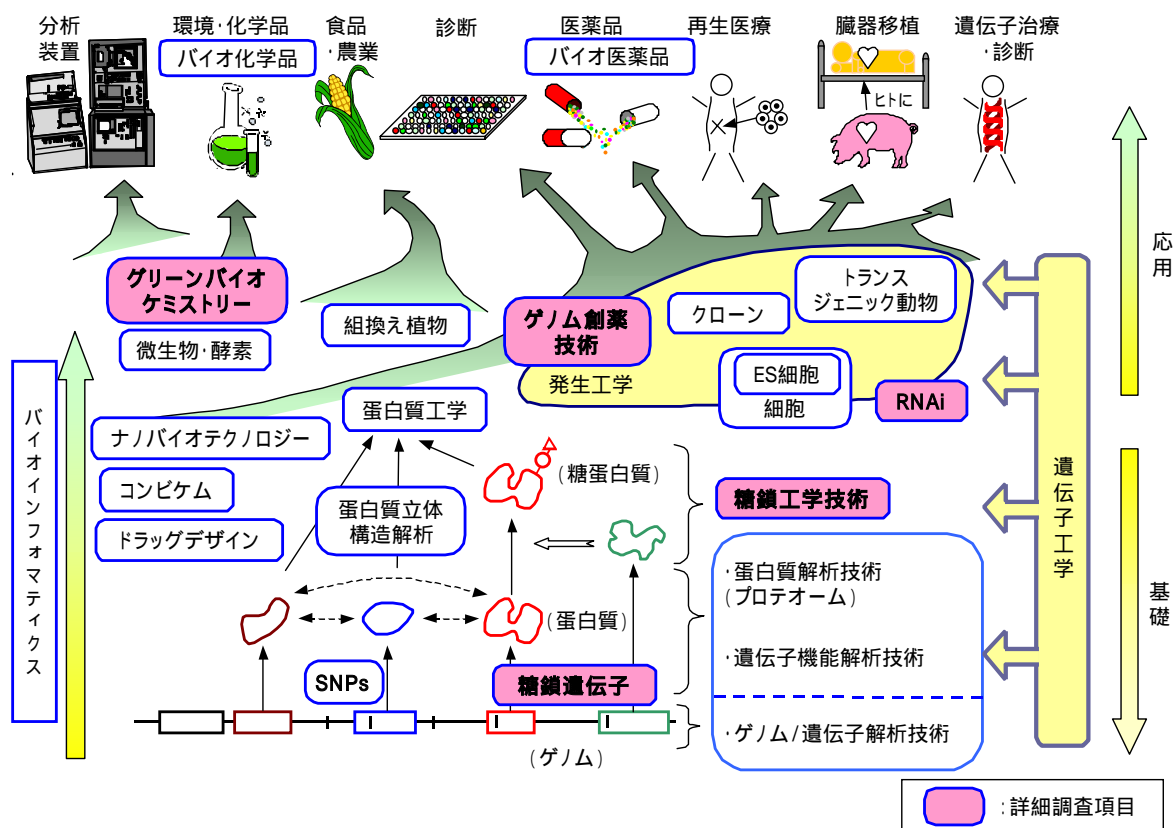 分析
装置
環境・化学品
バイオ化学品
食品
・農業
診断
医薬品
バイオ医薬品
再生医療
臓器移植
ヒトに
遺伝子治療
・診断
応用
グリーンバイオ
ケミストリー
微生物・酵素
組換え植物
ゲノム創薬
技術
発生工学
クローン
トランス
ジェニック動物
ES細胞
細胞
RNAi
バイオインフォマティクス
蛋白質工学
ナノバイオテクノロジー
コンビケム
ドラッグデザイン
蛋白質立体
構造解析
(糖蛋白質)
糖鎖工学技術
遺伝子工学
・蛋白質解析技術
(プロテオーム)
・遺伝子機能解析技術
・ゲノム/遺伝子解析技術
基礎
(蛋白質)
SNPs
糖鎖遺伝子
(ゲノム)
:詳細調査項目